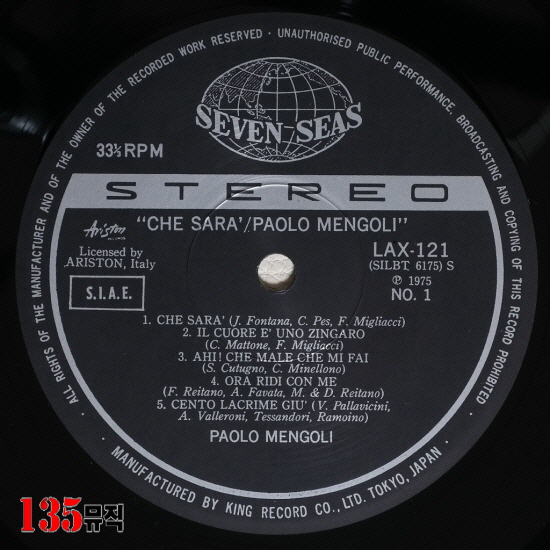 ALL RIGHTS OF THE MANUFACTURER AND OF THE OWNER OF THE RECORDED WORK RESERVED - UNAUTHORISED PUBLIC PERFORMANCE, BROADCASTING AND COPYING OF THIS RECORD PROHIBITED
SEVEN SEAS
33⅓ RPM
STEREO
"CHE SARA'/PAOLO MENGOLI"
Ariston
Licensed by
ARISTON, Italy
S.I.A.E.
LAX-121
(SILBT 6175) S
℗ 1975
NO. 1
1. CHE SARA' (J. Fontana, C. Pes, F. Migliacci)
2. IL CUORE E' UNO ZINGARO
(C. Mattone, F. Migliacci)
3. AHI! CHE MALE CHE MI FAI
(S. Cutugno, C. Minellono)
4. ORA RIDI CON ME
(F. Reitano, A. Favata, M. & D. Reitano)
5. CENTO LACRIME GIU' (V. Pallavicini,
A. Valleroni, Tessandori, Ramoino)
PAOLO MENGOLI
MANUFACTURED BY KING RECORD CO., LTD. TOKYO, JAPAN
135뮤직